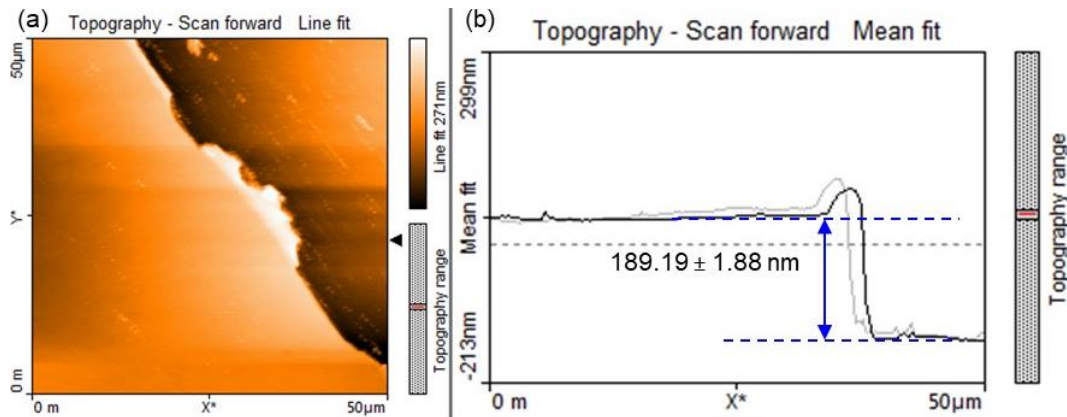 (a)
Topography - Scan forward Line fit
50µm
Y*
0 m
0 m X* 50µm
Line fit 271nm
Topography range
(b)
Topography - Scan forward Mean fit
299nm
Mean fit
-213nm
189.19 ± 1.88 nm
0 m X* 50µm
Topography range